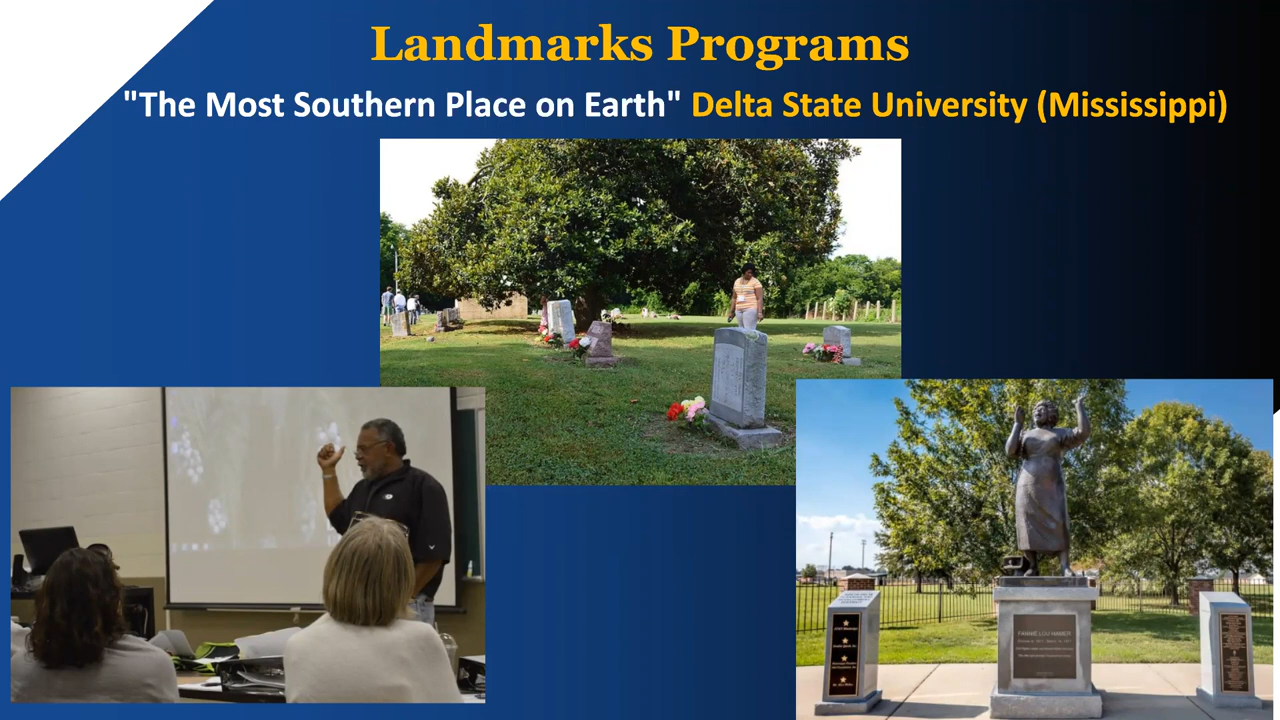 Landmarks Programs
"The Most Southern Place on Earth" Delta State University (Mississippi)
FANNIE LOU HAMER